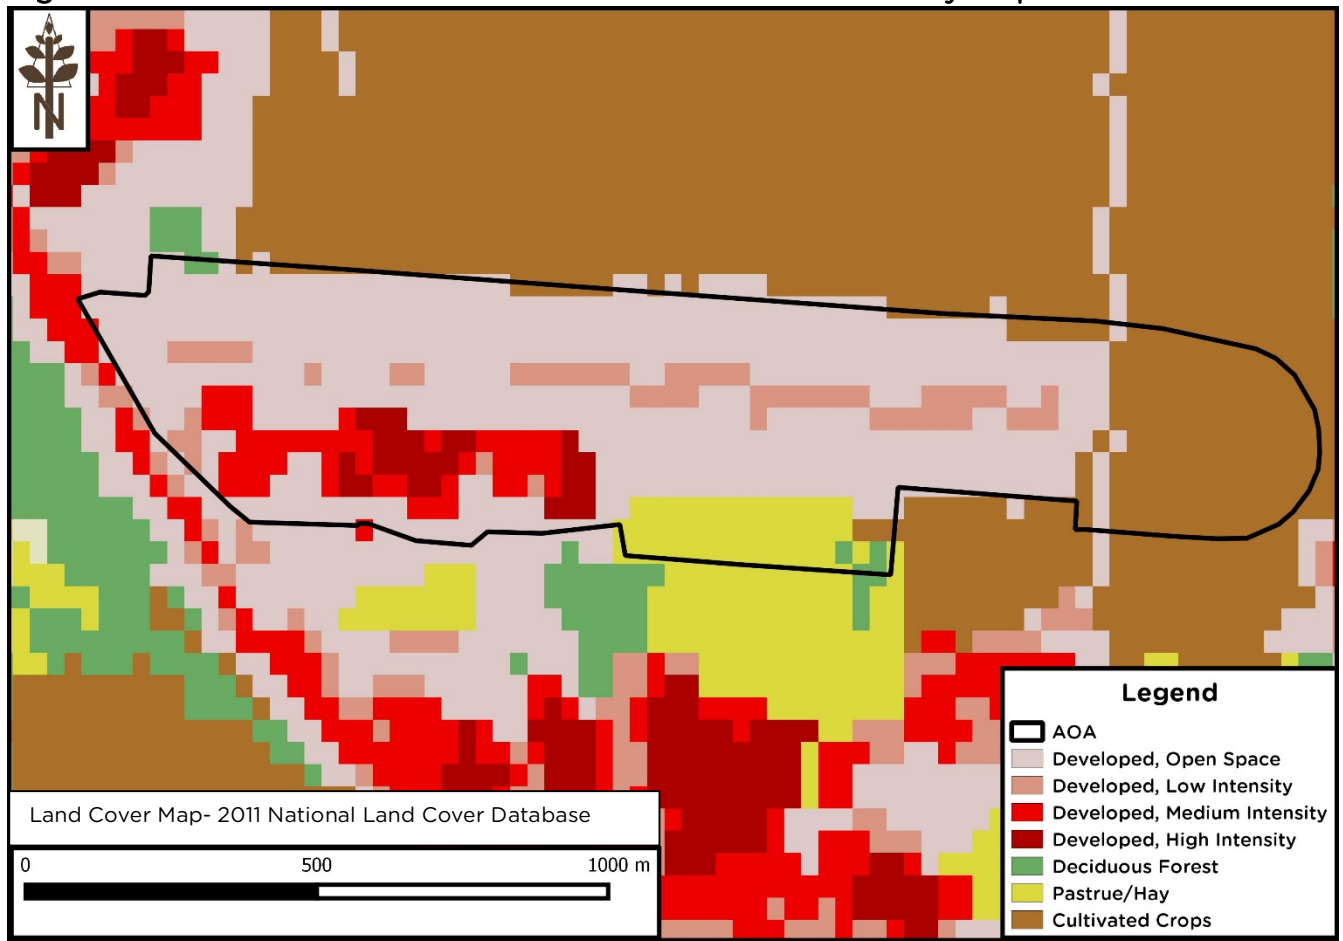 N
Legend
AOA
Developed, Open Space
Developed, Low Intensity
Developed, Medium Intensity
Developed, High Intensity
Deciduous Forest
Pastrue/Hay
Cultivated Crops
Land Cover Map- 2011 National Land Cover Database
0 500 1000 m